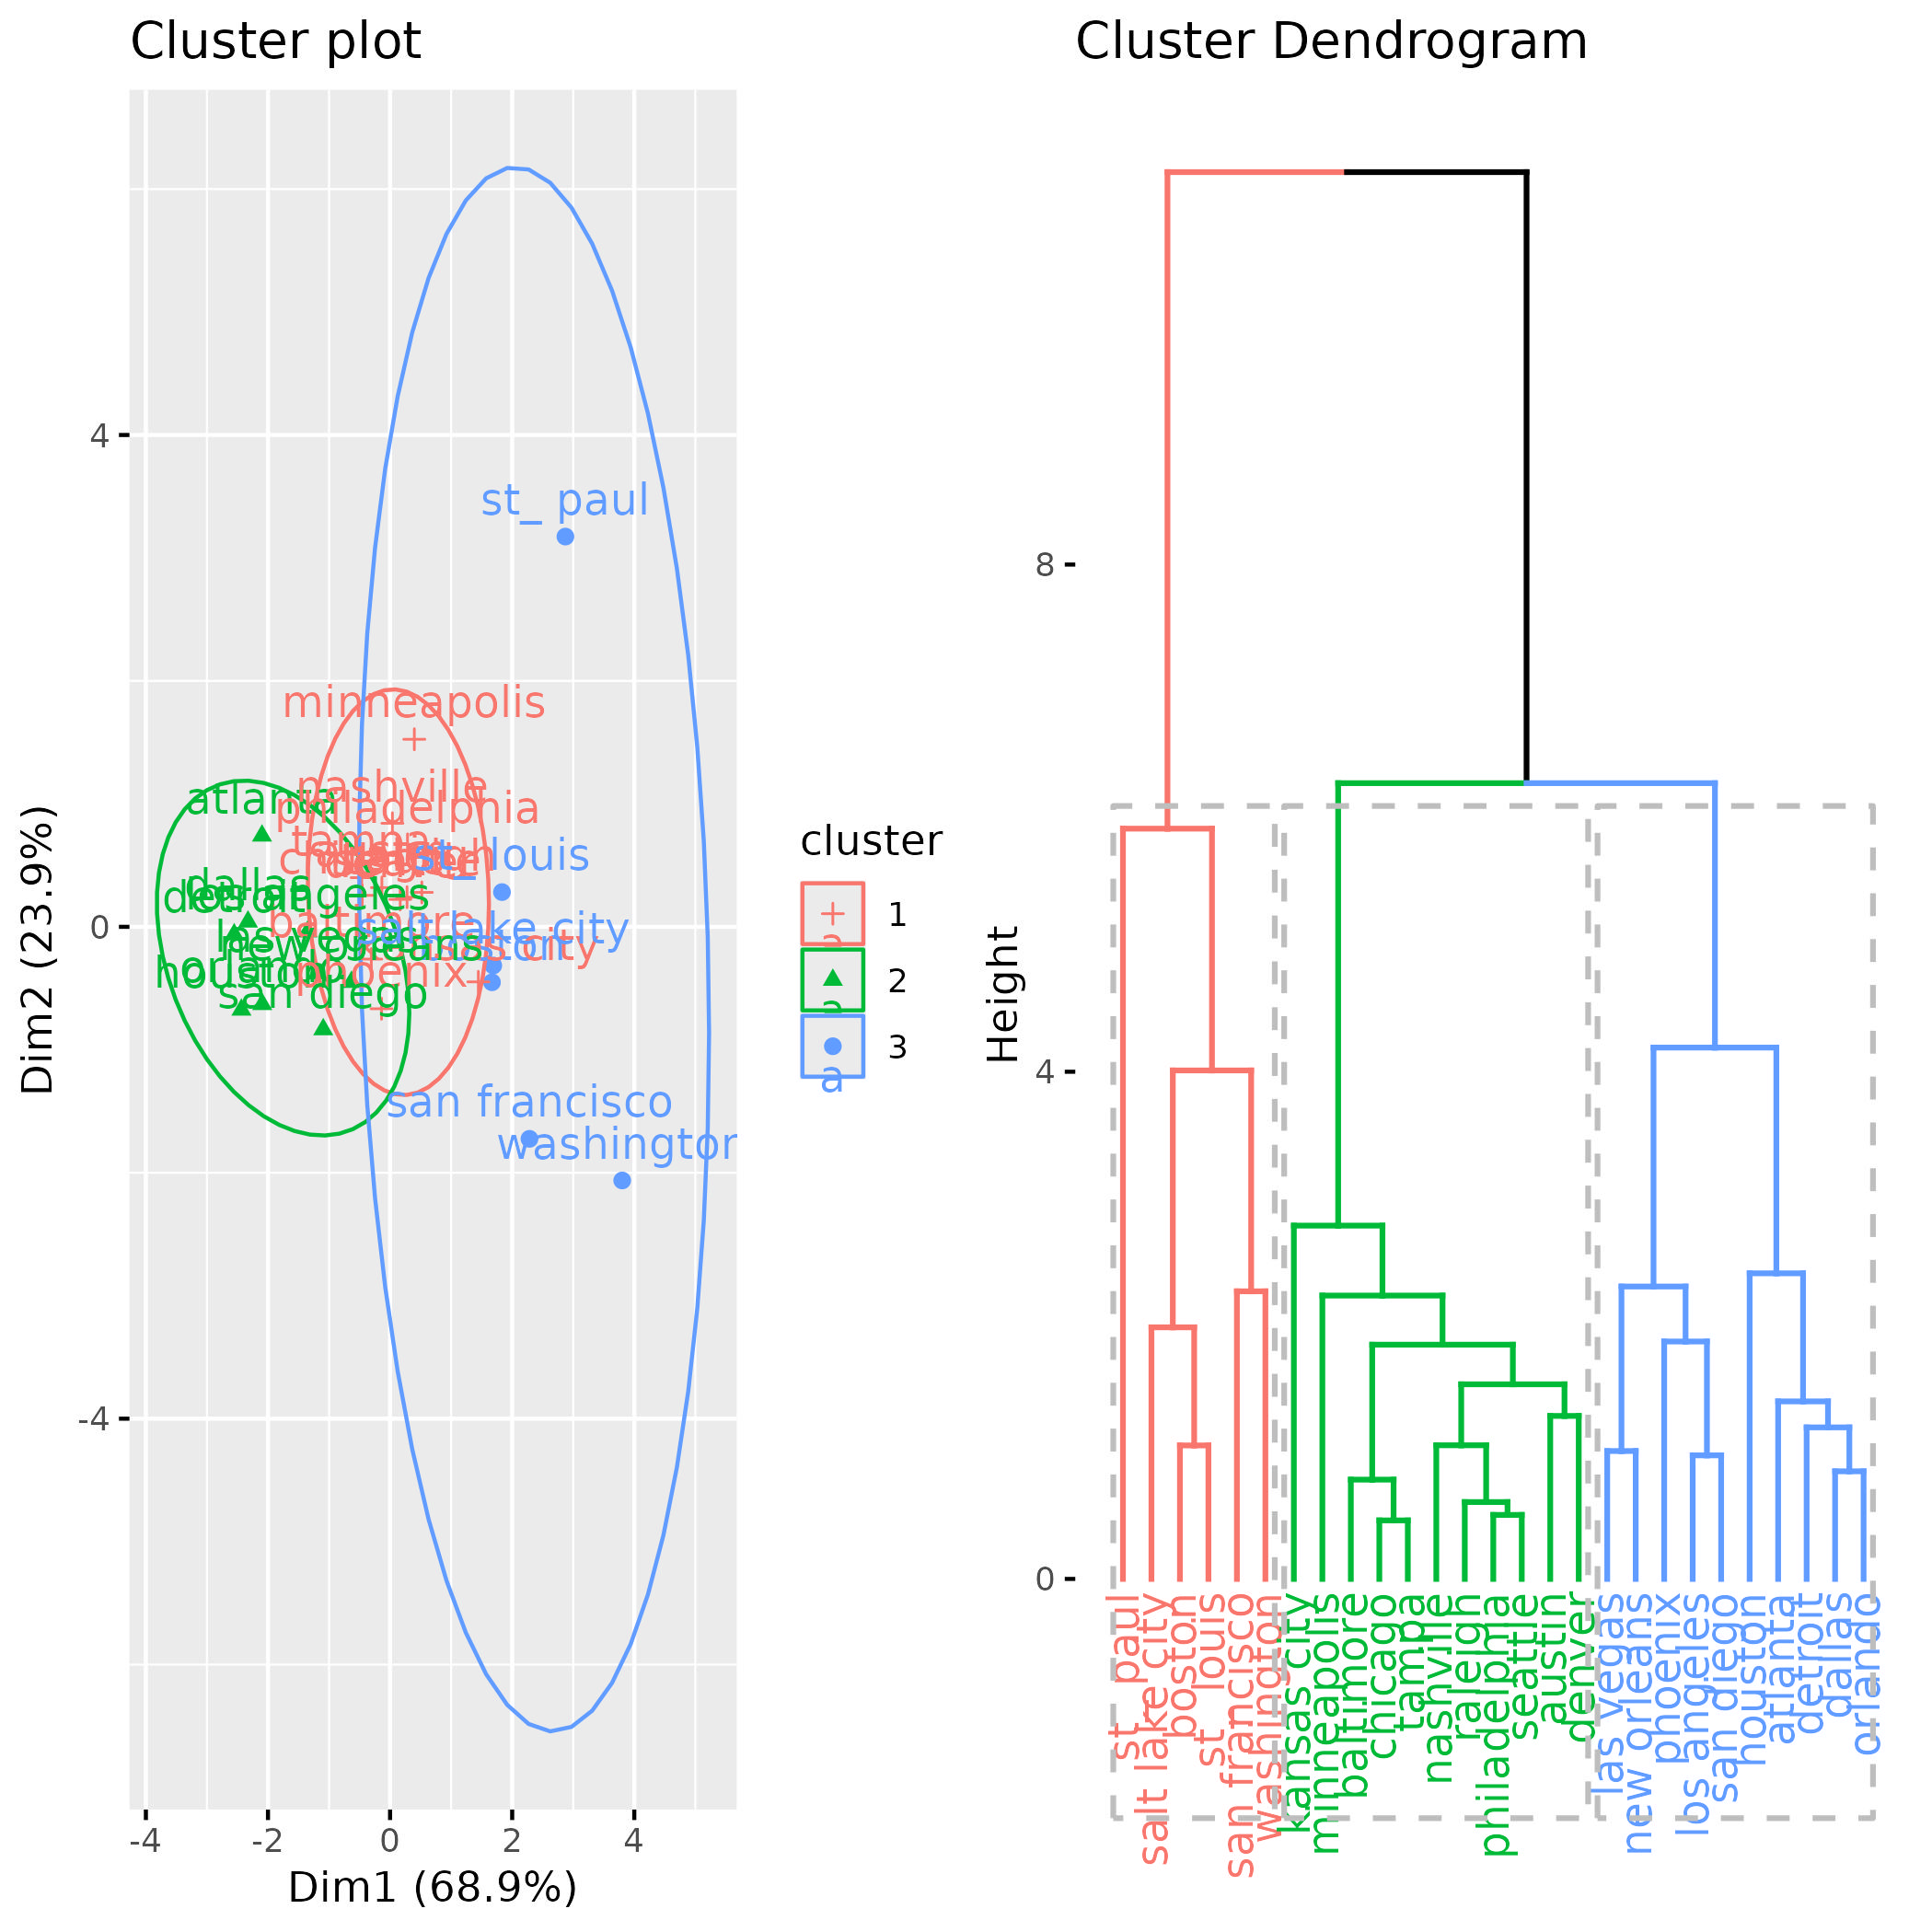 Cluster plot
4
0
-4
-4
-2
0
2
4
Dim1 (68.9%)
Dim2 (23.9%)
minneapolis
nashville
philadelphia
atlanta
tampa
st_ louis
dallas
los angeles
detroit
baltimore
salt lake city
las vegas
new orleans
kansas city
houston
phoenix
san diego
st_ paul
san francisco
washington
cluster
a
1
a
2
a
3
Cluster Dendrogram
8
4
0
Height
st_ paul
salt lake city
boston
st_ louis
san francisco
washington
kansas city
minneapolis
baltimore
chicago
tampa
nashville
raleigh
philadelphia
seattle
austin
denver
las vegas
new orleans
phoenix
los angeles
san diego
houston
atlanta
detroit
dallas
orlando